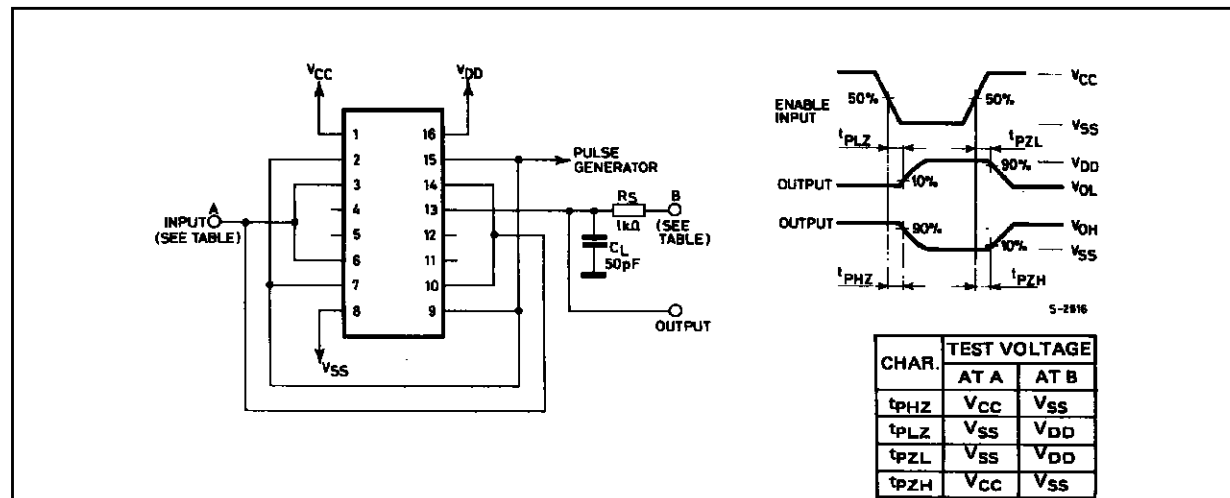 VCC
VDD
1 16
2 15
3 14
4 13
5 12
6 11
7 10
8 9
PULSE
GENERATOR
A
INPUT
(SEE TABLE)
RS
1kΩ
B
(SEE
TABLE)
CL
50pF
OUTPUT
VSS
ENABLE
INPUT
50%
50%
VCC
VSS
tPLZ
tPZL
OUTPUT
10%
90%
VDD
VOL
OUTPUT
90%
10%
VOH
VSS
tPHZ
tPZH
S-2816
CHAR. TEST VOLTAGE
AT A AT B
tPHZ VCC VSS
tPLZ VSS VDD
tPZL VSS VDD
tPZH VCC VSS